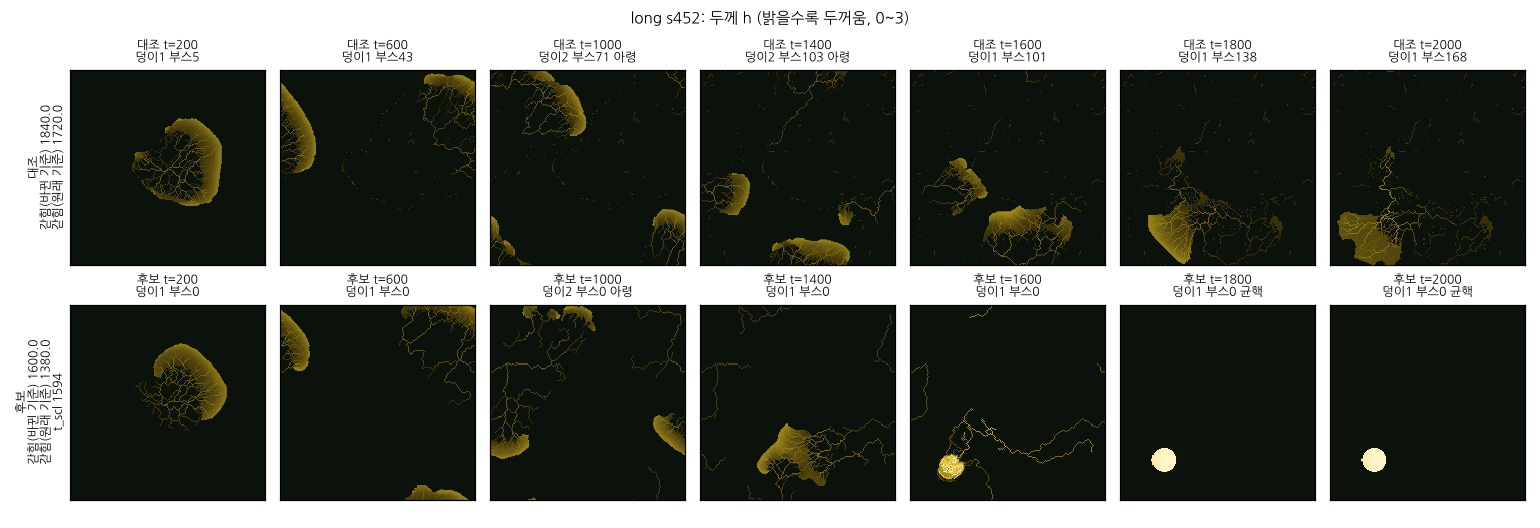 long s452: 두께 h (밝을수록 두꺼움, 0~3)
대조 t=200
덩이1 부스5
대조 t=600
덩이1 부스43
대조 t=1000
덩이2 부스71 아령
대조 t=1400
덩이2 부스103 아령
대조 t=1600
덩이1 부스101
대조 t=1800
덩이1 부스138
대조 t=2000
덩이1 부스168
대조
갇힘(바뀐 기준) 1840.0
갇힘(원래 기준) 1720.0
후보 t=200
덩이1 부스0
후보 t=600
덩이1 부스0
후보 t=1000
덩이2 부스0 아령
후보 t=1400
덩이1 부스0
후보 t=1600
덩이1 부스0
후보 t=1800
덩이1 부스0 균핵
후보 t=2000
덩이1 부스0 균핵
후보
갇힘(바뀐 기준) 1600.0
갇힘(원래 기준) 1380.0
t_scl 1594